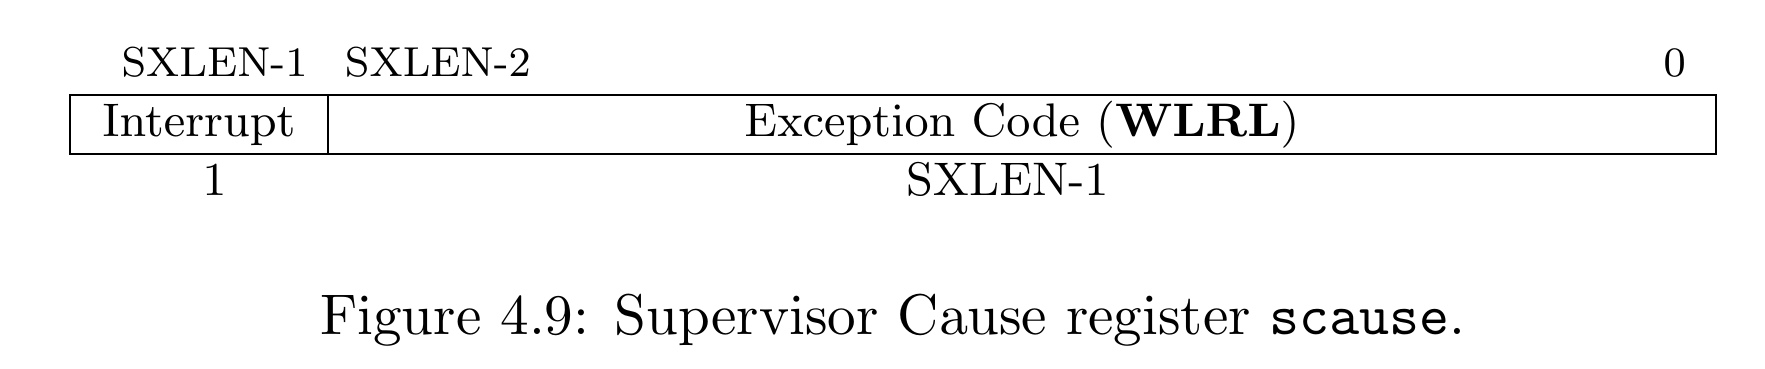 SXLEN-1 SXLEN-2 0
Interrupt Exception Code (WLRL)
1 SXLEN-1
Figure 4.9: Supervisor Cause register scause.